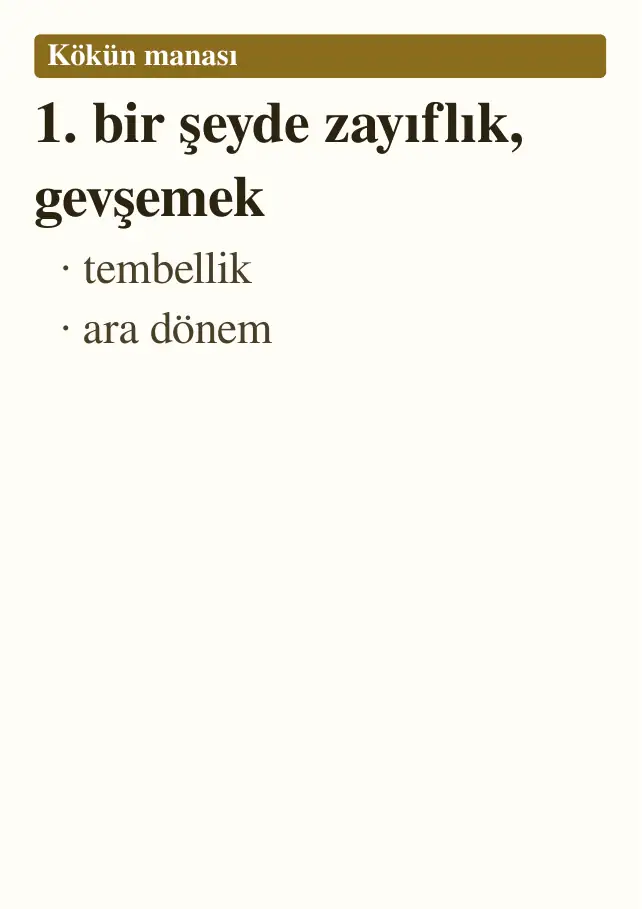 Kökün manası
1. bir şeyde zayıflık,
gevşemek
· tembellik
· ara dönem